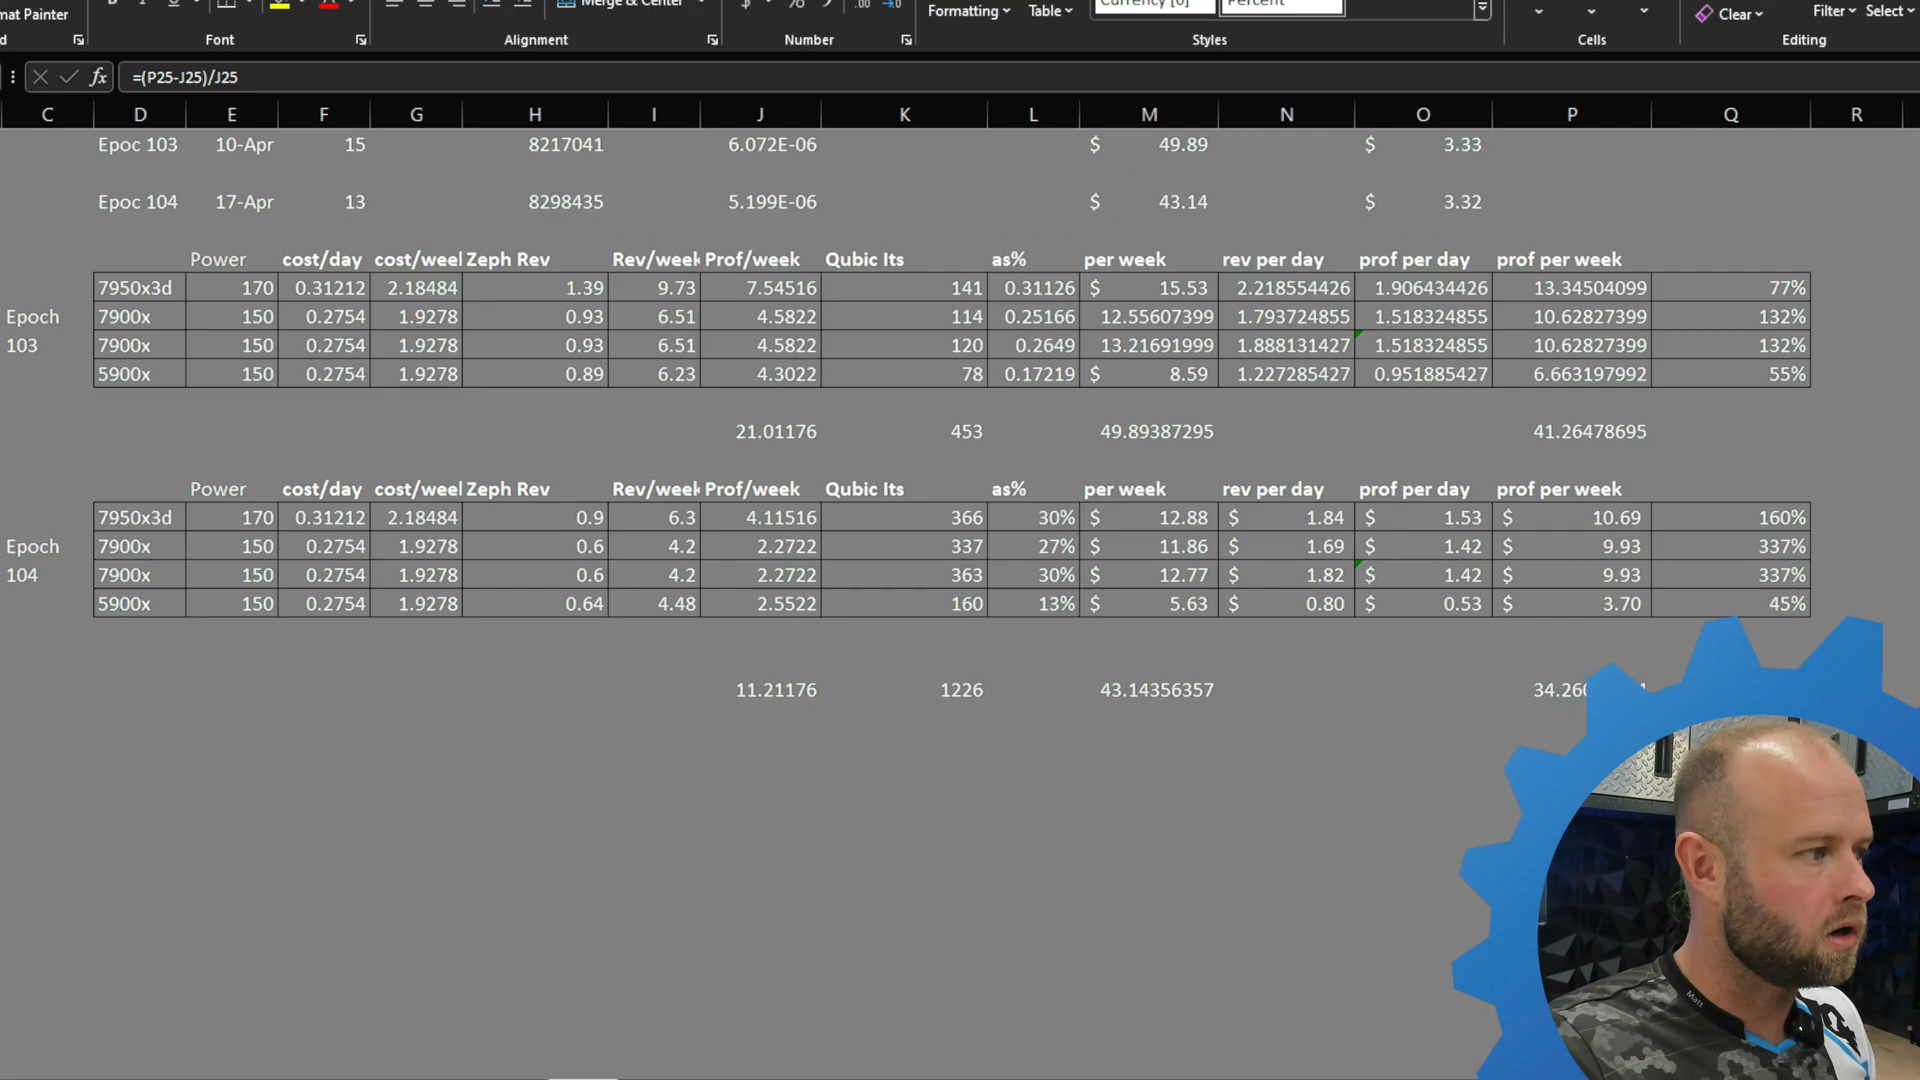 mat Painter
Merge & Center
Formatting
Table
Currency [0]
Percent
Clear
Filter
Select
Font
Alignment
Number
Styles
Cells
Editing
fx =(P25-J25)/J25
C D E F G H I J K L M N O P Q R
Epoc 103 10-Apr 15 8217041 6.072E-06 $ 49.89 $ 3.33
Epoc 104 17-Apr 13 8298435 5.199E-06 $ 43.14 $ 3.32
Power cost/day cost/weel Zeph Rev Rev/week Prof/week Qubic Its as% per week rev per day prof per day prof per week
7950x3d 170 0.31212 2.18484 1.39 9.73 7.54516 141 0.31126 $ 15.53 2.218554426 1.906434426 13.34504099 77%
Epoch 7900x 150 0.2754 1.9278 0.93 6.51 4.5822 114 0.25166 12.55607399 1.793724855 1.518324855 10.62827399 132%
103 7900x 150 0.2754 1.9278 0.93 6.51 4.5822 120 0.2649 13.21691999 1.888131427 1.518324855 10.62827399 132%
5900x 150 0.2754 1.9278 0.89 6.23 4.3022 78 0.17219 $ 8.59 1.227285427 0.951885427 6.663197992 55%
21.01176 453 49.89387295 41.26478695
Power cost/day cost/weel Zeph Rev Rev/week Prof/week Qubic Its as% per week rev per day prof per day prof per week
7950x3d 170 0.31212 2.18484 0.9 6.3 4.11516 366 30% $ 12.88 $ 1.84 $ 1.53 $ 10.69 160%
Epoch 7900x 150 0.2754 1.9278 0.6 4.2 2.2722 337 27% $ 11.86 $ 1.69 $ 1.42 $ 9.93 337%
104 7900x 150 0.2754 1.9278 0.6 4.2 2.2722 363 30% $ 12.77 $ 1.82 $ 1.42 $ 9.93 337%
5900x 150 0.2754 1.9278 0.64 4.48 2.5522 160 13% $ 5.63 $ 0.80 $ 0.53 $ 3.70 45%
11.21176 1226 43.14356357 34.26
Matt